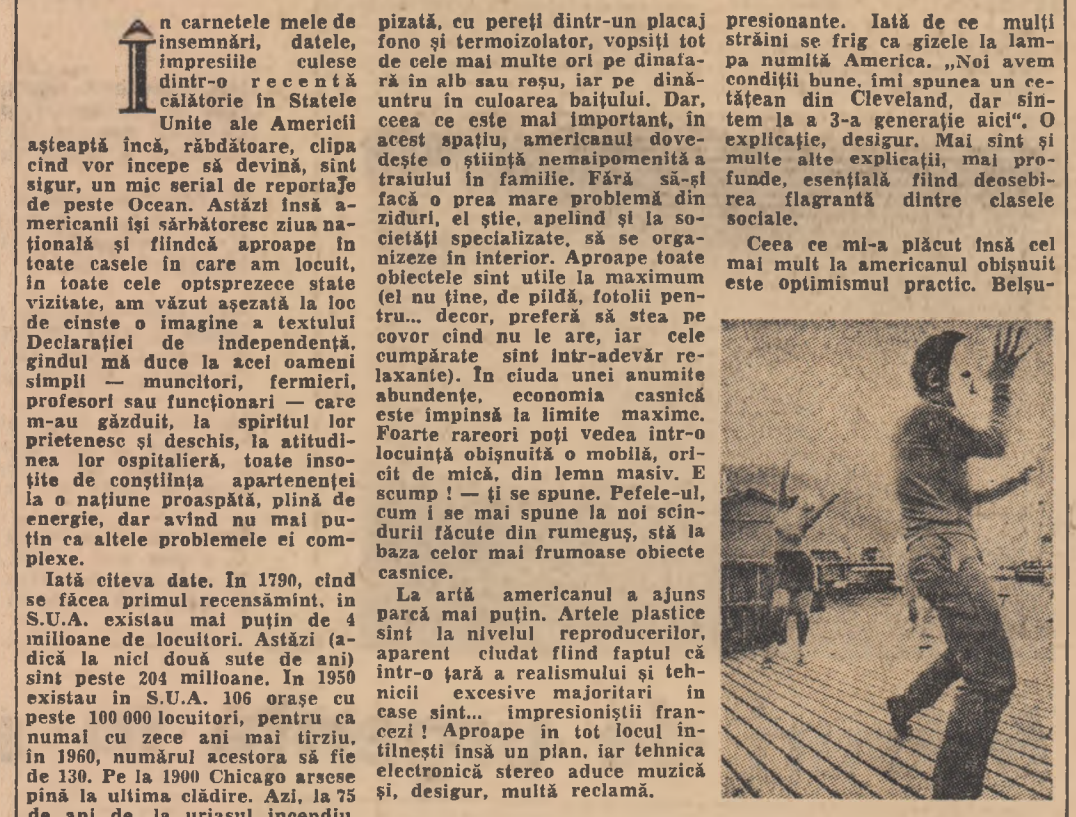 În carnetele mele de
insemnări, datele,
impresiile culese
dintr-o recentă
călătorie în Statele
Unite ale Americii
așteaptă încă, răbdătoare, clipa
cînd vor începe să devină, sint
sigur, un mic serial de reportaje
de peste Ocean. Astăzi însă a-
mericanii își sărbătoresc ziua na-
țională și fiindcă aproape în
toate casele în care am locuit,
în toate cele optsprezece state
vizitate, am văzut așezată la loc
de cinste o imagine a textului
Declarației de independență,
gîndul mă duce la acei oameni
simpli — muncitori, fermieri,
profesori sau funcționari — care
m-au găzduit, la spiritul lor
prietenesc și deschis, la atitudi-
nea lor ospitalieră, toate înso-
țite de conștiința apartenenței
la o națiune proaspătă, plină de
energie, dar avînd nu mai pu-
țin ca altele problemele ei com-
plexe.
Iată cîteva date. În 1790, cînd
se făcea primul recensămînt, în
S.U.A. existau mai puțin de 4
milioane de locuitori. Astăzi (a-
dică la nici două sute de ani)
sînt peste 204 milioane. În 1950
existau în S.U.A. 106 orașe cu
peste 100 000 locuitori, pentru ca
numai cu zece ani mai tîrziu,
în 1960, numărul acestora să fie
de 130. Pe la 1900 Chicago arsese
pînă la ultima clădire. Azi, la 75
de ani de la uriașul incendiu,
pizată, cu pereți dintr-un placaj
fono și termoizolator, vopsiți tot
de cele mai multe ori pe dinafa-
ră în alb sau roșu, iar pe dină-
untru în culoarea baițului. Dar,
ceea ce este mai important, în
acest spațiu, americanul dove-
dește o știință nemaipomenită a
traiului în familie. Fără să-și
facă o prea mare problemă din
ziduri, el știe, apelînd și la so-
cietăți specializate, să se orga-
nizeze în interior. Aproape toate
obiectele sînt utile la maximum
(el nu ține, de pildă, fotolii pen-
tru... decor, preferă să stea pe
covor cînd nu le are, iar cele
cumpărate sînt într-adevăr re-
laxante). În ciuda unei anumite
abundențe, economia casnică
este împinsă la limite maxime.
Foarte rareori poți vedea într-o
locuință obișnuită o mobilă, ori-
cît de mică, din lemn masiv. E
scump ! — ți se spune. Pefele-ul,
cum i se mai spune la noi scîn-
durii făcute din rumeguș, stă la
baza celor mai frumoase obiecte
casnice.
La artă americanul a ajuns
parcă mai puțin. Artele plastice
sînt la nivelul reproducerilor,
aparent ciudat fiind faptul că
într-o țară a realismului și teh-
nicii excesive majoritari in
case sînt... impresioniștii fran-
cezi ! Aproape în tot locul în-
tîlnești însă un pian, iar tehnica
electronică stereo aduce muzică
și, desigur, multă reclamă.
presionante. Iată de ce mulți
străini se frig ca gîzele la lam-
pa numită America. „Noi avem
condiții bune, îmi spunea un ce-
tățean din Cleveland, dar sîn-
tem la a 3-a generație aici“. O
explicație, desigur. Mai sînt și
multe alte explicații, mai pro-
funde, esențială fiind deosebi-
rea flagrantă dintre clasele
sociale.
Ceea ce mi-a plăcut însă cel
mai mult la americanul obișnuit
este optimismul practic. Belșu-